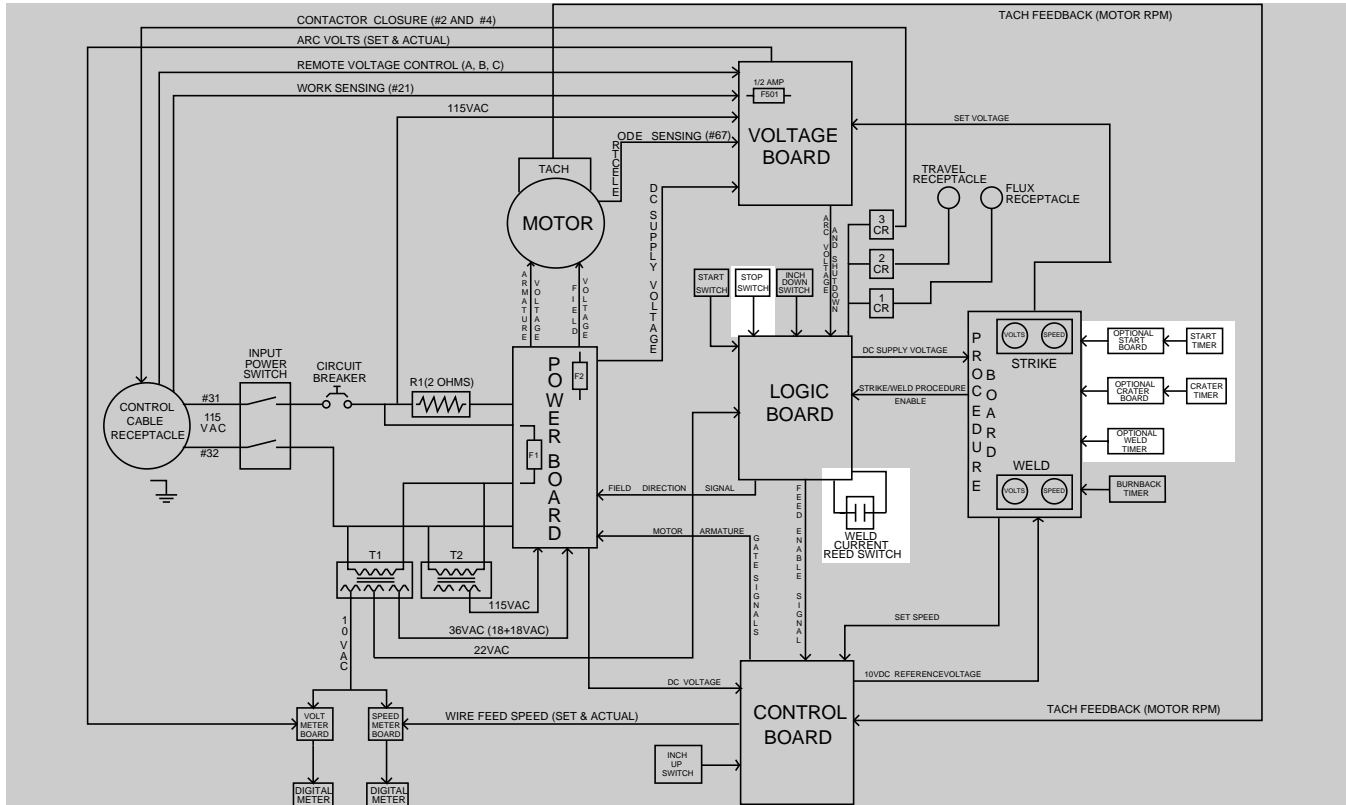 CONTACTOR CLOSURE (#2 AND #4)
TACH FEEDBACK (MOTOR RPM)
ARC VOLTS (SET & ACTUAL)
REMOTE VOLTAGE CONTROL (A, B, C)
WORK SENSING (#21)
115VAC
1/2 AMP
F501
VOLTAGE
BOARD
ODE SENSING (#67)
RTCELE
SET VOLTAGE
TACH
MOTOR
DC SUPPLY VOLTAGE
TRAVEL
RECEPTACLE
FLUX
RECEPTACLE
ARC VOLTAGE
AND SHUTDOWN
3
CR
2
CR
1
CR
START
SWITCH
STOP
SWITCH
INCH
DOWN
SWITCH
ARMATURE
VOLTAGE
FIELD
VOLTAGE
INPUT
POWER
SWITCH
CIRCUIT
BREAKER
R1(2 OHMS)
#31
115
VAC
#32
CONTROL
CABLE
RECEPTACLE
POWER BOARD
F2
F1
LOGIC
BOARD
DC SUPPLY VOLTAGE
STRIKE/WELD PROCEDURE
ENABLE
PROCEDURE
BOARD
VOLTS
SPEED
STRIKE
WELD
VOLTS
SPEED
OPTIONAL
START
BOARD
START
TIMER
OPTIONAL
CRATER
BOARD
CRATER
TIMER
OPTIONAL
WELD
TIMER
BURNBACK
TIMER
FIELD DIRECTION SIGNAL
MOTOR ARMATURE
GATE SIGNALS
FEED ENABLE SIGNAL
WELD
CURRENT
REED SWITCH
T1
T2
115VAC
36VAC (18+18VAC)
22VAC
10 VAC
SET SPEED
DC VOLTAGE
10VDC REFERENCEVOLTAGE
VOLT
METER
BOARD
SPEED
METER
BOARD
WIRE FEED SPEED (SET & ACTUAL)
CONTROL
BOARD
TACH FEEDBACK (MOTOR RPM)
INCH
UP
SWITCH
DIGITAL
METER
DIGITAL
METER